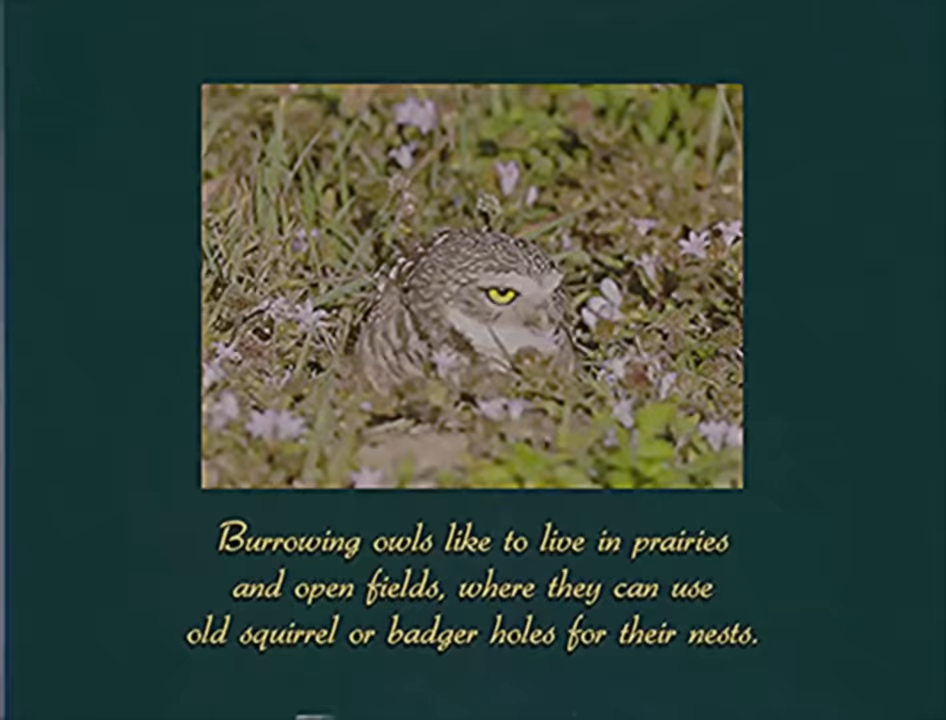 Burrowing owls like to live in prairies
and open fields, where they can use
old squirrel or badger holes for their nests.